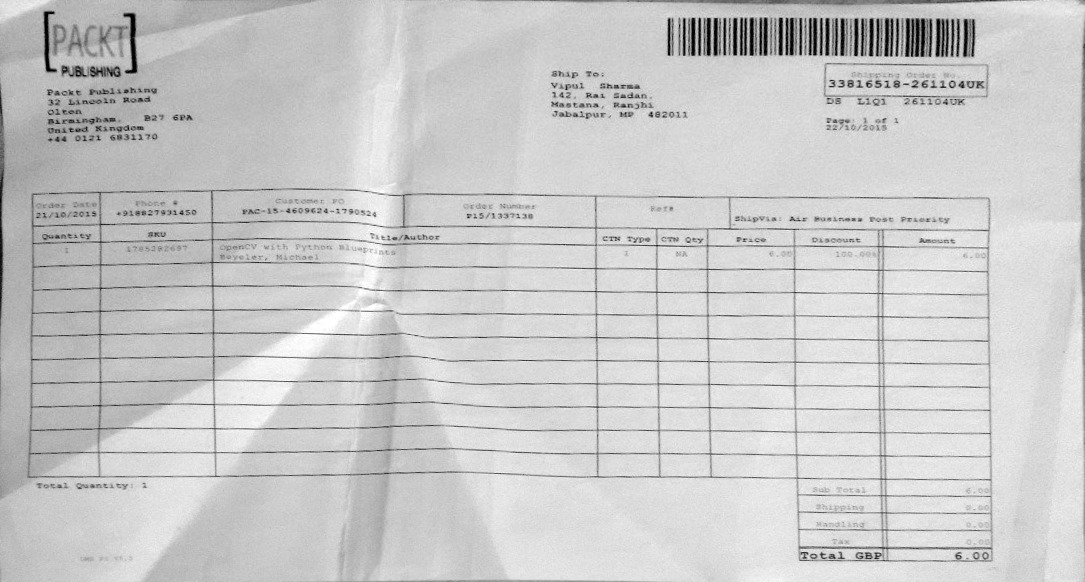 [PACKT]
PUBLISHING
Packt Publishing
32 Lincoln Road
Olton
Birmingham, B27 6PA
United Kingdom
+44 0121 6831170
Ship To:
Vipul Sharma
142, Rai Sadan,
Mastana, Ranjhi
Jabalpur, MP 482011
Shipping Order No.
33816518-261104UK
DS L1Q1 261104UK
Page: 1 of 1
22/10/2015
Order Date Phone # Customer PO Order Number Ref#
21/10/2015 +918827931450 PAC-15-4609624-1790524 P15/1337138 ShipVia: Air Business Post Priority
Quantity SKU Title/Author CTN Type CTN Qty Price Discount Amount
1 OpenCV with Python Blueprints 1 NA 6.00 100.00% 6.00
Beyeler, Michael
Total Quantity: 1
Sub Total 6.00
Shipping 0.00
Handling 0.00
Tax 0.00
Total GBP 6.00